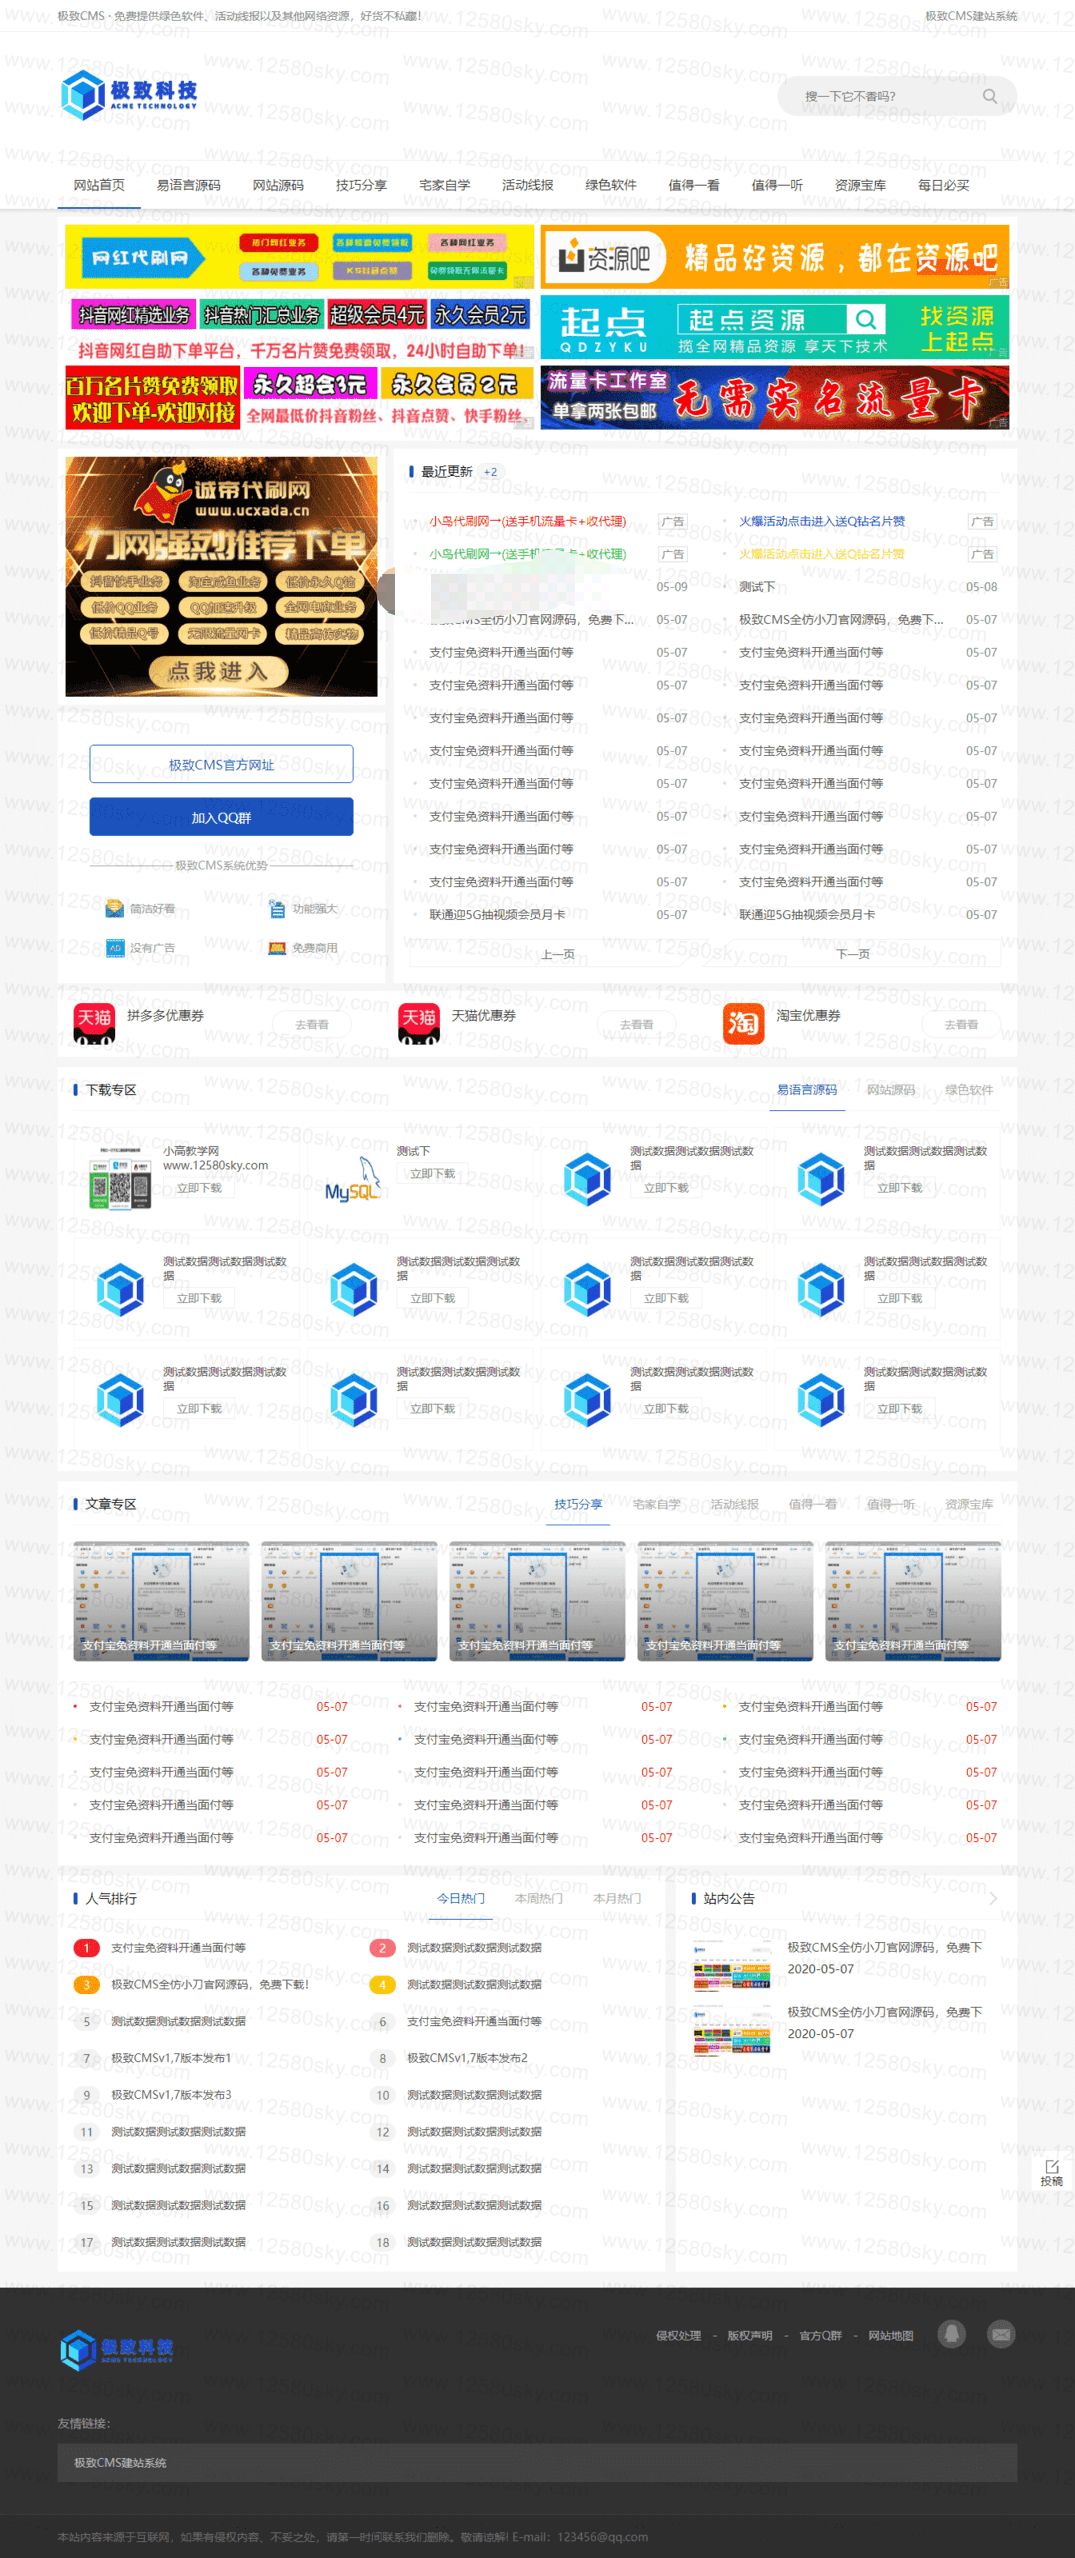 极致CMS · 免费提供绿色软件、活动线报以及其他网络资源，好货不私藏！
极致CMS建站系统
极致科技
ACME TECHNOLOGY
搜一下它不香吗？
网站首页 易语言源码 网站源码 技巧分享 宅家自学 活动线报 绿色软件 值得一看 值得一听 资源宝库 每日必买
网红代刷网 热门网红业务 各种网红业务
各种免费业务 KS抖音点赞 免费领取无限流量卡
资源吧 精品好资源，都在资源吧
广告
抖音网红精选业务 抖音热门汇总业务 超级会员4元 永久会员2元
抖音网红自助下单平台，千万名片赞免费领取，24小时自助下单！
起点 QDZYKU 起点资源 找资源 上起点
揽全网精品资源 享天下技术
百万名片赞免费领取 永久超会3元 永久会员2元
欢迎下单-欢迎对接 全网最低价抖音粉丝、抖音点赞、快手粉丝.
流量卡工作室 无需实名流量卡
单拿两张包邮
广告
诚带代刷网
www.ucxada.cn
门网强烈推荐下单
抖音快手业务 淘宝咸鱼业务 低价永久Q钻
低价QQ业务 QQ加速升级 全网电商业务
低价精品Q号 无限流量网卡 精品高仿实物
点我进入
最近更新 +2
小鸟代刷网→(送手机流量卡+收代理) 广告 火爆活动点击进入送Q钻名片赞 广告
小鸟代刷网→(送手机流量卡+收代理) 广告 火爆活动点击进入送Q钻名片赞 广告
05-09 测试下 05-08
极致CMS全仿小刀官网源码，免费下... 05-07 极致CMS全仿小刀官网源码，免费下... 05-07
支付宝免资料开通当面付等 05-07 支付宝免资料开通当面付等 05-07
支付宝免资料开通当面付等 05-07 支付宝免资料开通当面付等 05-07
支付宝免资料开通当面付等 05-07 支付宝免资料开通当面付等 05-07
支付宝免资料开通当面付等 05-07 支付宝免资料开通当面付等 05-07
支付宝免资料开通当面付等 05-07 支付宝免资料开通当面付等 05-07
支付宝免资料开通当面付等 05-07 支付宝免资料开通当面付等 05-07
支付宝免资料开通当面付等 05-07 支付宝免资料开通当面付等 05-07
支付宝免资料开通当面付等 05-07 支付宝免资料开通当面付等 05-07
联通迎5G抽视频会员月卡 05-07 联通迎5G抽视频会员月卡 05-07
上一页 下一页
极致CMS官方网址
加入QQ群
极致CMS系统优势
简洁好看 功能强大
没有广告 免费商用
天猫 拼多多优惠券 去看看 天猫 天猫优惠券 去看看 淘 淘宝优惠券 去看看
下载专区 易语言源码 网站源码 绿色软件
小高教学网
www.12580sky.com
立即下载
MySQL 测试下
立即下载
测试数据测试数据测试数据
立即下载
测试数据测试数据测试数据
立即下载
测试数据测试数据测试数据
立即下载
测试数据测试数据测试数据
立即下载
测试数据测试数据测试数据
立即下载
测试数据测试数据测试数据
立即下载
测试数据测试数据测试数据
立即下载
测试数据测试数据测试数据
立即下载
测试数据测试数据测试数据
立即下载
测试数据测试数据测试数据
立即下载
文章专区 技巧分享 宅家自学 活动线报 值得一看 值得一听 资源宝库
支付宝免资料开通当面付等 支付宝免资料开通当面付等 支付宝免资料开通当面付等 支付宝免资料开通当面付等 支付宝免资料开通当面付等
支付宝免资料开通当面付等 05-07 支付宝免资料开通当面付等 05-07 支付宝免资料开通当面付等 05-07
支付宝免资料开通当面付等 05-07 支付宝免资料开通当面付等 05-07 支付宝免资料开通当面付等 05-07
支付宝免资料开通当面付等 05-07 支付宝免资料开通当面付等 05-07 支付宝免资料开通当面付等 05-07
支付宝免资料开通当面付等 05-07 支付宝免资料开通当面付等 05-07 支付宝免资料开通当面付等 05-07
支付宝免资料开通当面付等 05-07 支付宝免资料开通当面付等 05-07 支付宝免资料开通当面付等 05-07
人气排行 今日热门 本周热门 本月热门
1 支付宝免资料开通当面付等 2 测试数据测试数据测试数据
3 极致CMS全仿小刀官网源码，免费下载！ 4 测试数据测试数据测试数据
5 测试数据测试数据测试数据 6 支付宝免资料开通当面付等
7 极致CMSv1,7版本发布1 8 极致CMSv1,7版本发布2
9 极致CMSv1,7版本发布3 10 测试数据测试数据测试数据
11 测试数据测试数据测试数据 12 测试数据测试数据测试数据
13 测试数据测试数据测试数据 14 测试数据测试数据测试数据
15 测试数据测试数据测试数据 16 测试数据测试数据测试数据
17 测试数据测试数据测试数据 18 测试数据测试数据测试数据
站内公告
极致CMS全仿小刀官网源码，免费下
2020-05-07
极致CMS全仿小刀官网源码，免费下
2020-05-07
投稿
极致科技
ACME TECHNOLOGY
侵权处理 - 版权声明 - 官方Q群 - 网站地图
友情链接：
极致CMS建站系统
本站内容来源于互联网，如果有侵权内容、不妥之处，请第一时间联系我们删除。敬请谅解！E-mail：123456@qq.com
www.12580sky.com